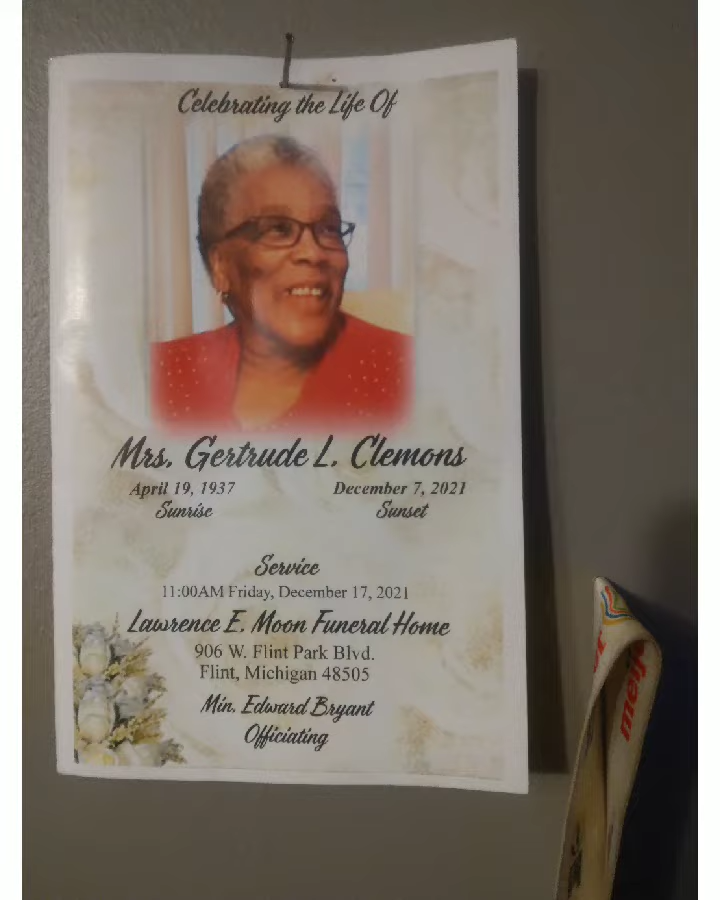 Celebrating the Life Of
Mrs. Gertrude L. Clemons
April 19, 1937
December 7, 2021
Sunrise
Sunset
Service
11:00AM Friday, December 17, 2021
Lawrence E. Moon Funeral Home
906 W. Flint Park Blvd.
Flint, Michigan 48505
Min. Edward Bryant
Officiating